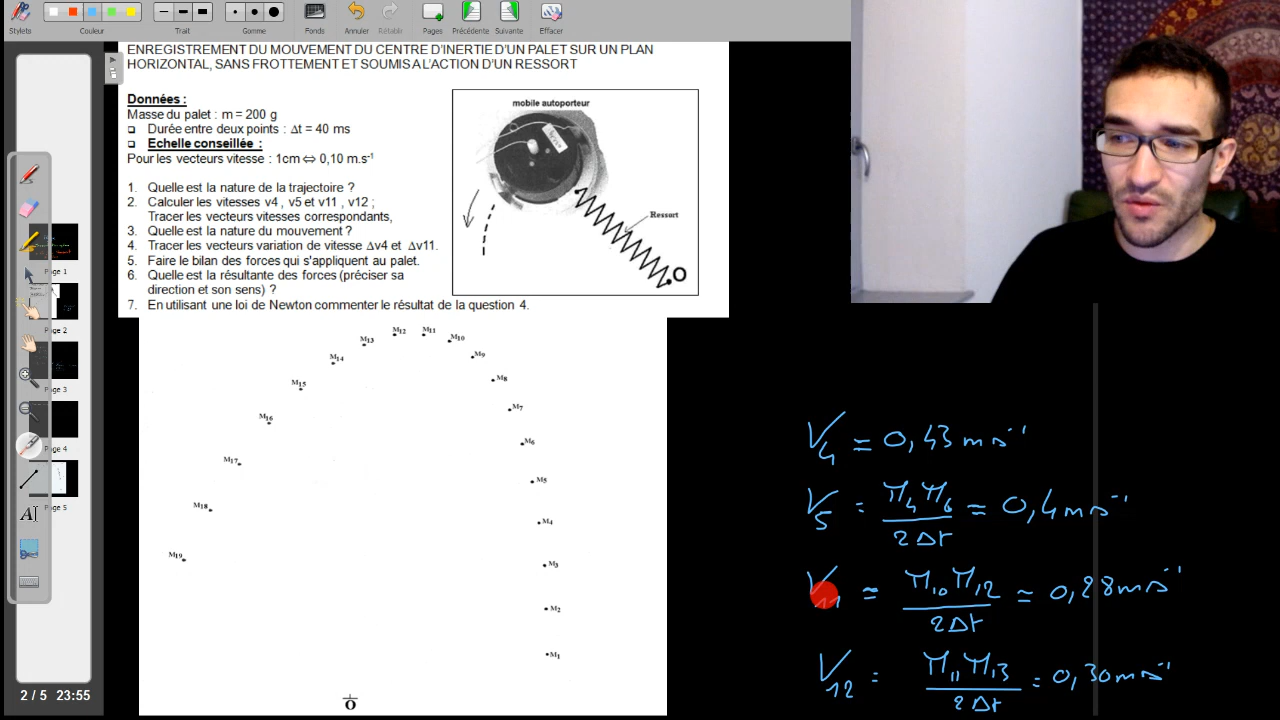 Stylets Couleur Trait Gomme Fonds Annuler Rétablir Pages Précédente Suivante Effacer
ENREGISTREMENT DU MOUVEMENT DU CENTRE D'INERTIE D'UN PALET SUR UN PLAN
HORIZONTAL, SANS FROTTEMENT ET SOUMIS A L'ACTION D'UN RESSORT
Données :
Masse du palet : m = 200 g
❑ Durée entre deux points : Δt = 40 ms
❑ Echelle conseillée :
Pour les vecteurs vitesse : 1cm ⇔ 0,10 m.s⁻¹
1. Quelle est la nature de la trajectoire ?
2. Calculer les vitesses v4 , v5 et v11 , v12 ;
Tracer les vecteurs vitesses correspondants,
3. Quelle est la nature du mouvement ?
4. Tracer les vecteurs variation de vitesse Δv4 et Δv11.
5. Faire le bilan des forces qui s'appliquent au palet.
6. Quelle est la résultante des forces (préciser sa
direction et son sens) ?
7. En utilisant une loi de Newton commenter le résultat de la question 4.
mobile autoporteur
Ressort
O
Page 1
Page 2
Page 3
Page 4
Page 5
2 / 5 23:55
M12 M11
M13 M10
M14 M9
M15 M8
M16 M7
M6
M17 M5
M18 M4
M19 M3
M2
M1
O
V4 ≃ 0,43 m s⁻¹
V5 = M4 M6 / 2Δt ≃ 0,4 m s⁻¹
V11 ≃ M10 M12 / 2Δt ≃ 0,28 m s⁻¹
V12 = M11 M13 / 2Δt = 0,30 m s⁻¹